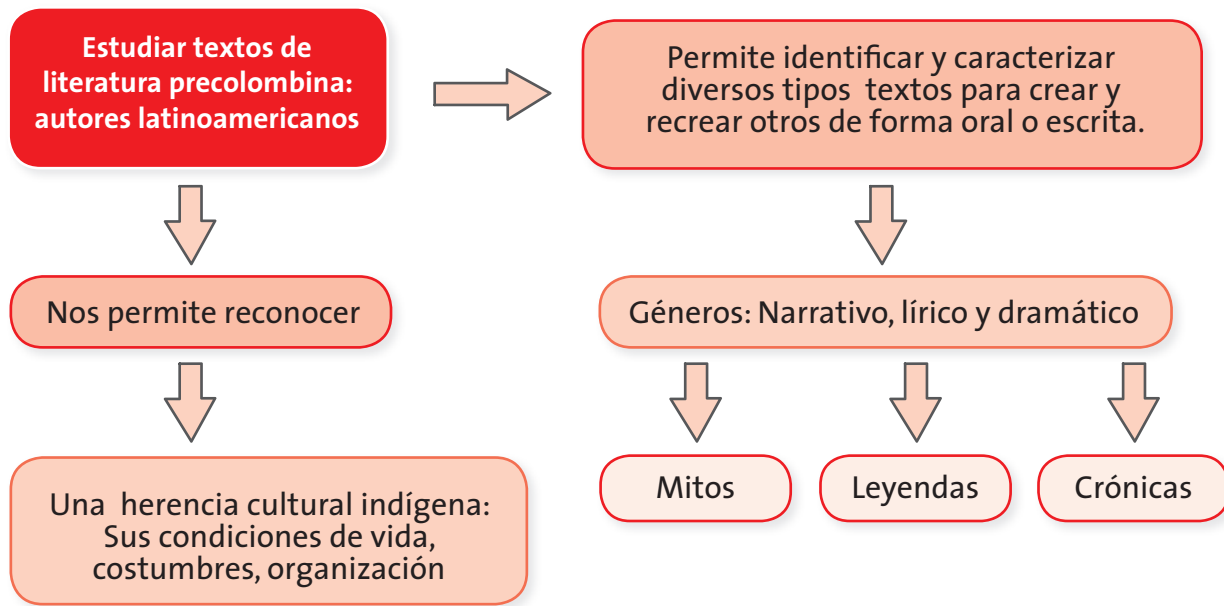 Estudiar textos de
literatura precolombina:
autores latinoamericanos
Permite identificar y caracterizar
diversos tipos textos para crear y
recrear otros de forma oral o escrita.
Nos permite reconocer
Géneros: Narrativo, lírico y dramático
Una herencia cultural indígena:
Sus condiciones de vida,
costumbres, organización
Mitos
Leyendas
Crónicas